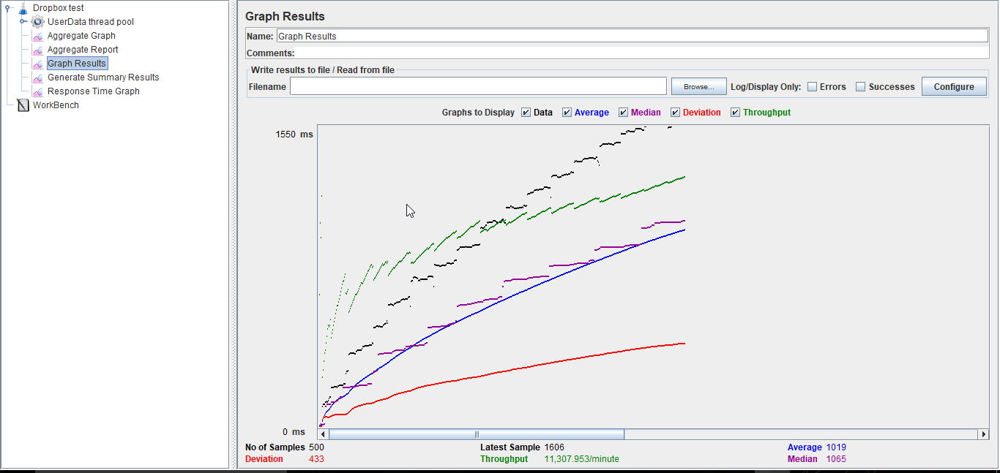 Dropbox test
UserData thread pool
Aggregate Graph
Aggregate Report
Graph Results
Generate Summary Results
Response Time Graph
WorkBench
Graph Results
Name: Graph Results
Comments:
Write results to file / Read from file
Filename Browse... Log/Display Only: Errors Successes Configure
Graphs to Display Data Average Median Deviation Throughput
1550 ms
0 ms
No of Samples 500 Latest Sample 1606 Average 1019
Deviation 433 Throughput 11,307.953/minute Median 1065